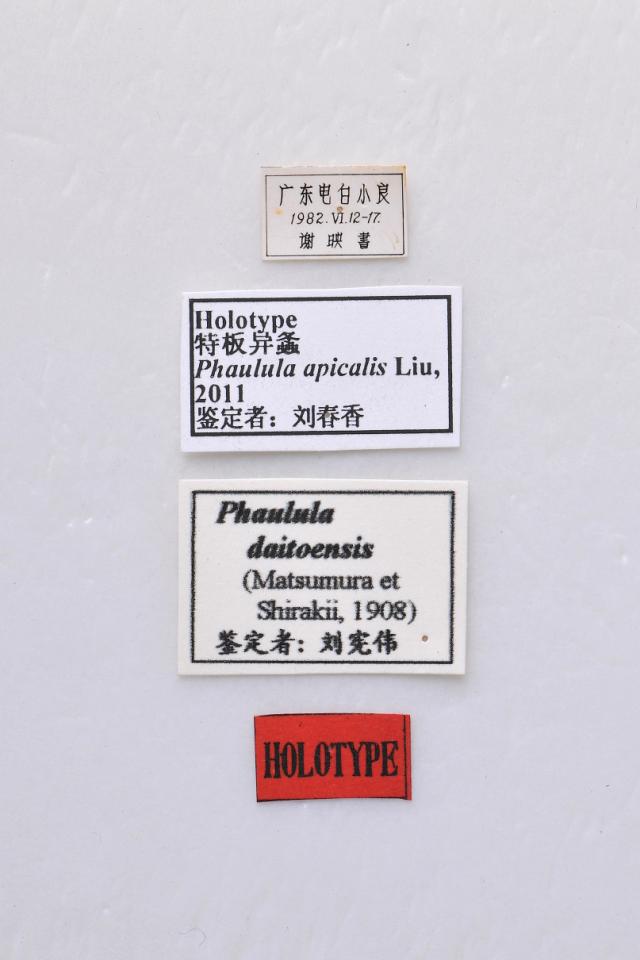 广东电白小良
1982.VI.12-17.
谢映書
Holotype
特板异螽
Phaulula apicalis Liu,
2011
鉴定者：刘春香
Phaulula
daitoensis
(Matsumura et
Shirakii, 1908)
鉴定者：刘宪伟
HOLOTYPE